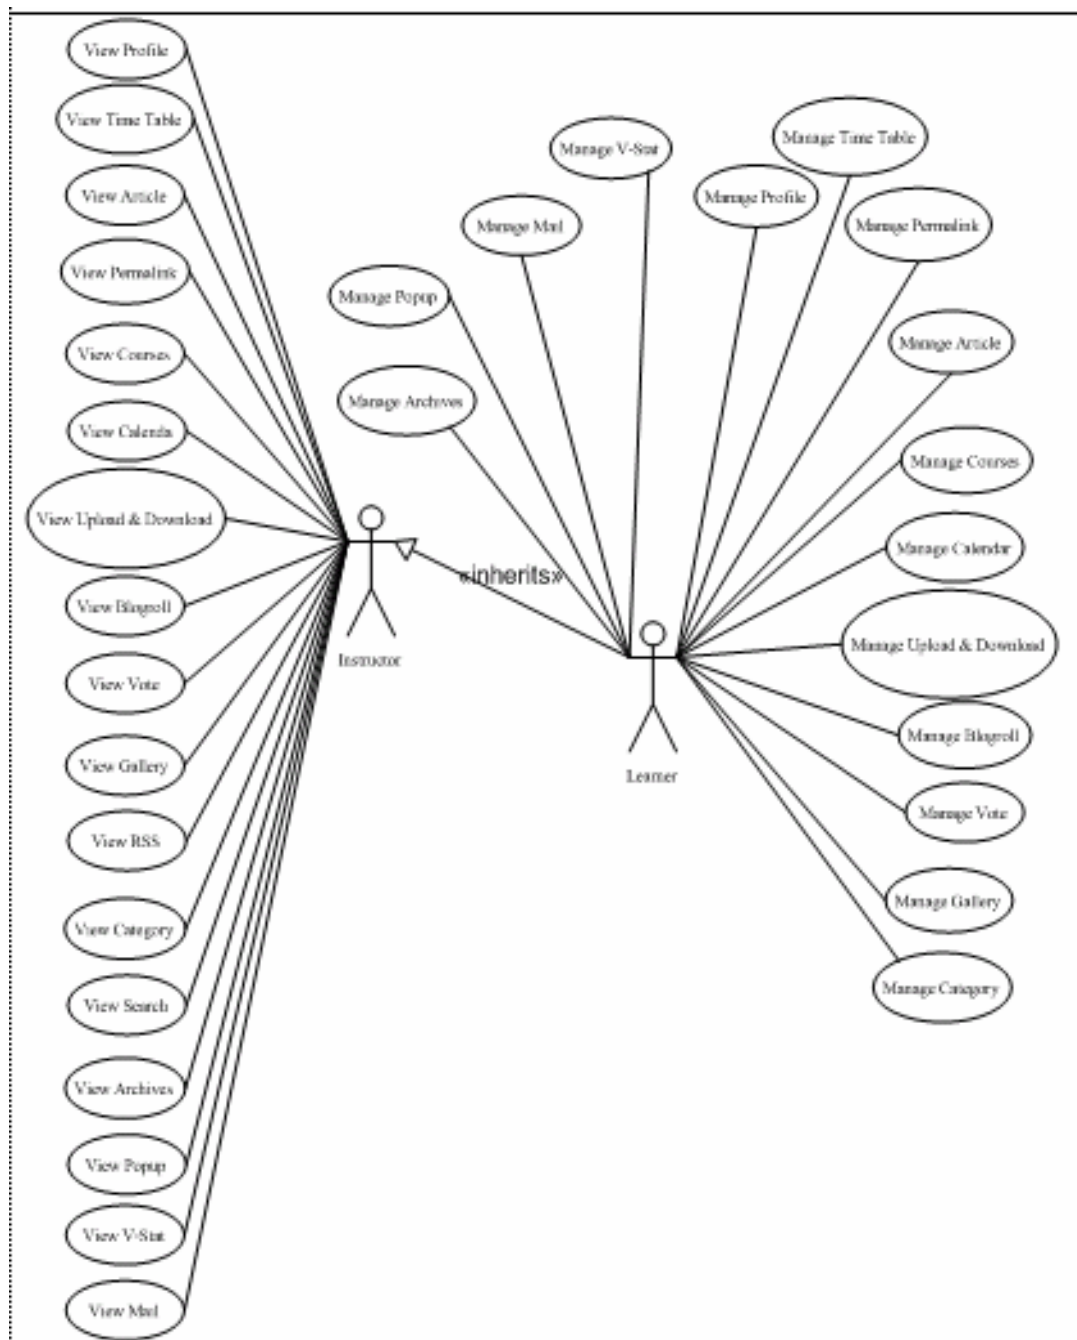 View Profile
View Time Table
View Article
View Permalink
View Courses
View Calenda
View Upload & Download
View Blogroll
View Vote
View Gallery
View RSS
View Category
View Search
View Archives
View Popup
View V-Stat
View Mail
Instructor
«inherits»
Learner
Manage Archives
Manage Popup
Manage Mail
Manage V-Stat
Manage Profile
Manage Time Table
Manage Permalink
Manage Article
Manage Courses
Manage Calendar
Manage Upload & Download
Manage Blogroll
Manage Vote
Manage Gallery
Manage Category